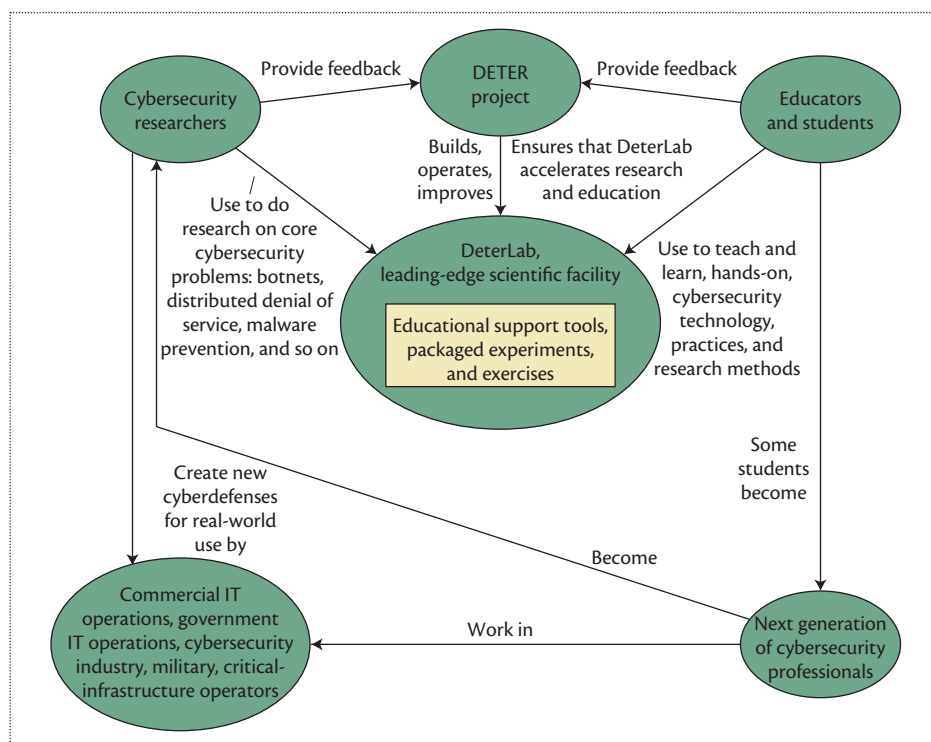 Provide feedback
DETER
project
Provide feedback
Cybersecurity
researchers
Educators
and students
Builds,
operates,
improves
Ensures that DeterLab
accelerates research
and education
Use to do
research on core
cybersecurity
problems: botnets,
distributed denial of
service, malware
prevention, and so on
DeterLab,
leading-edge scientific facility
Educational support tools,
packaged experiments,
and exercises
Use to teach and
learn, hands-on,
cybersecurity
technology,
practices, and
research methods
Some
students
become
Create new
cyberdefenses
for real-world
use by
Become
Commercial IT
operations, government
IT operations, cybersecurity
industry, military, critical-
infrastructure operators
Work in
Next generation
of cybersecurity
professionals